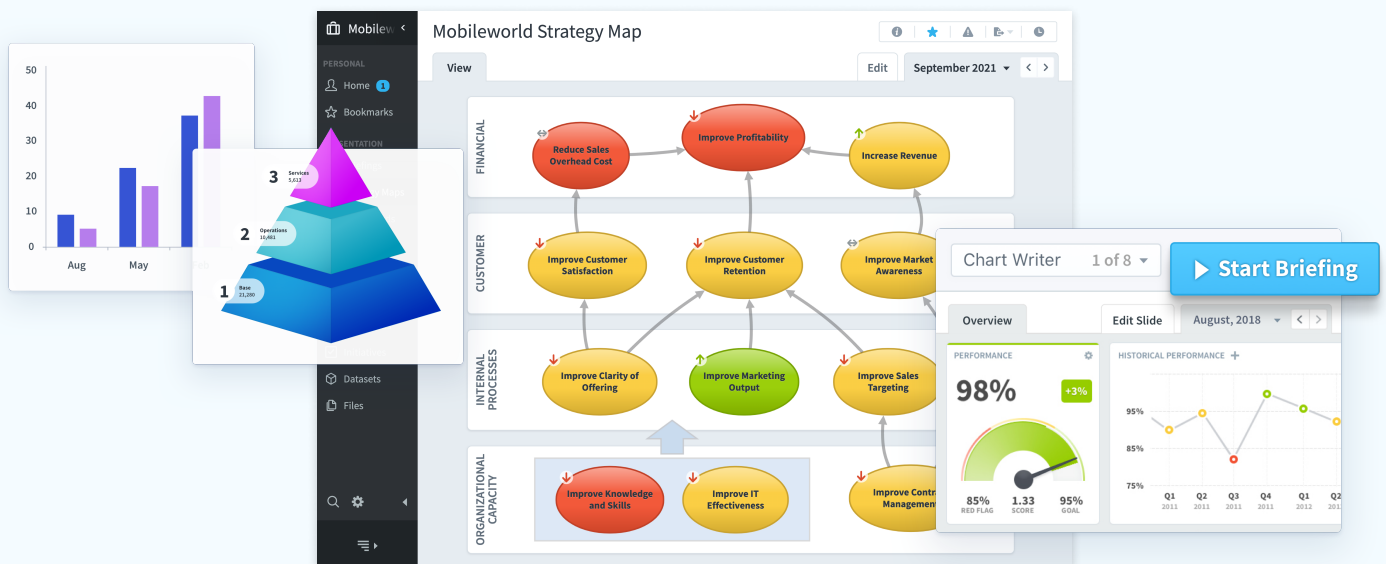 50
40
30
20
10
0
Aug
May
3
Services
5,613
2
Operations
10,481
1
Base
21,280
Mobilew
PERSONAL
Home 1
Bookmarks
Datasets
Files
Mobileworld Strategy Map
View
Edit
September 2021
FINANCIAL
Reduce Sales
Overhead Cost
Improve Profitability
Increase Revenue
CUSTOMER
Improve Customer
Satisfaction
Improve Customer
Retention
Improve Market
Awareness
INTERNAL
PROCESSES
Improve Clarity of
Offering
Improve Marketing
Output
Improve Sales
Targeting
ORGANIZATIONAL
CAPACITY
Improve Knowledge
and Skills
Improve IT
Effectiveness
Improve Contr
Management
Chart Writer 1 of 8
Start Briefing
Overview
Edit Slide
August, 2018
PERFORMANCE
98%
+3%
85%
RED FLAG
1.33
SCORE
95%
GOAL
HISTORICAL PERFORMANCE
95%
85%
75%
Q1 Q2 Q3 Q4 Q1 Q2
2011 2011 2011 2011 2012